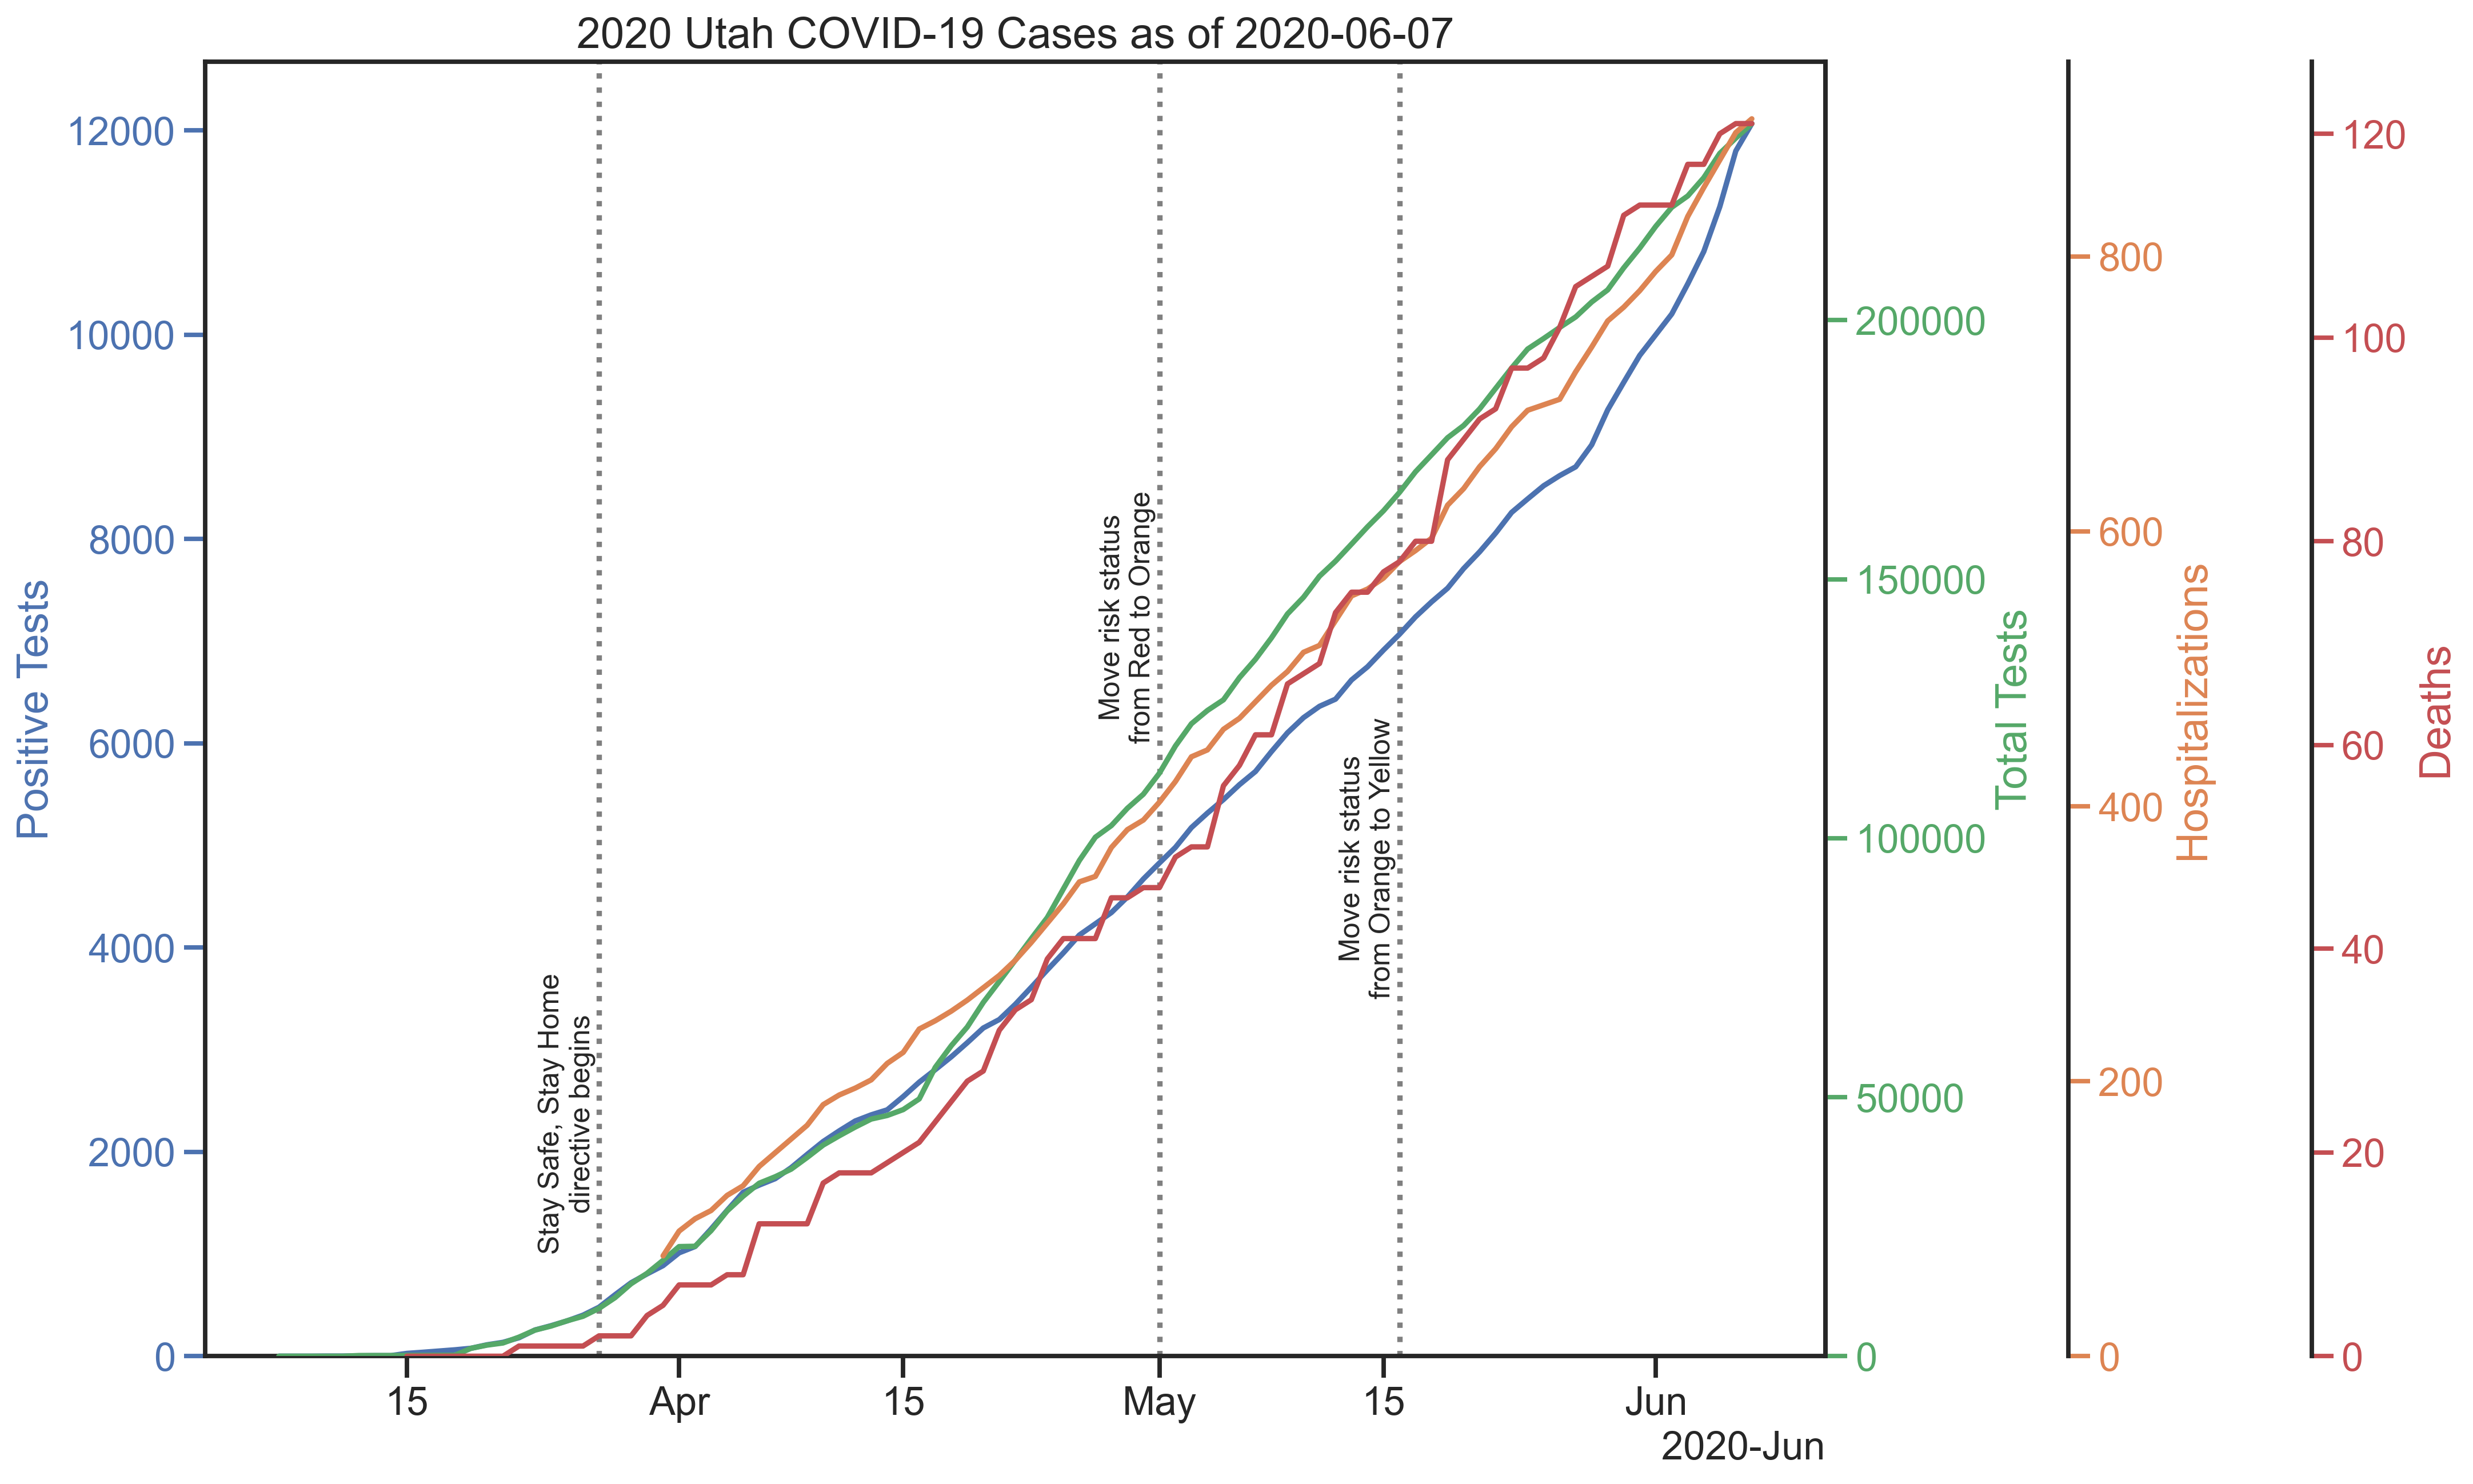 2020 Utah COVID-19 Cases as of 2020-06-07
Positive Tests
12000
10000
8000
6000
4000
2000
0
Stay Safe, Stay Home
directive begins
Move risk status
from Red to Orange
Move risk status
from Orange to Yellow
15
Apr
15
May
15
Jun
2020-Jun
200000
150000
100000
50000
0
Total Tests
800
600
400
200
0
Hospitalizations
120
100
80
60
40
20
0
Deaths